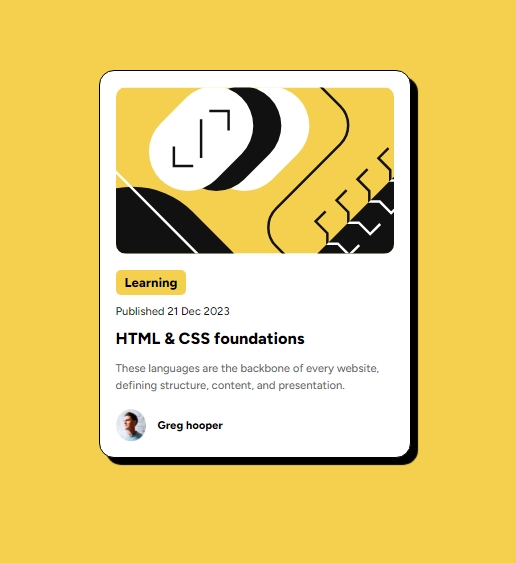 Learning
Published 21 Dec 2023
HTML & CSS foundations
These languages are the backbone of every website,
defining structure, content, and presentation.
Greg hooper